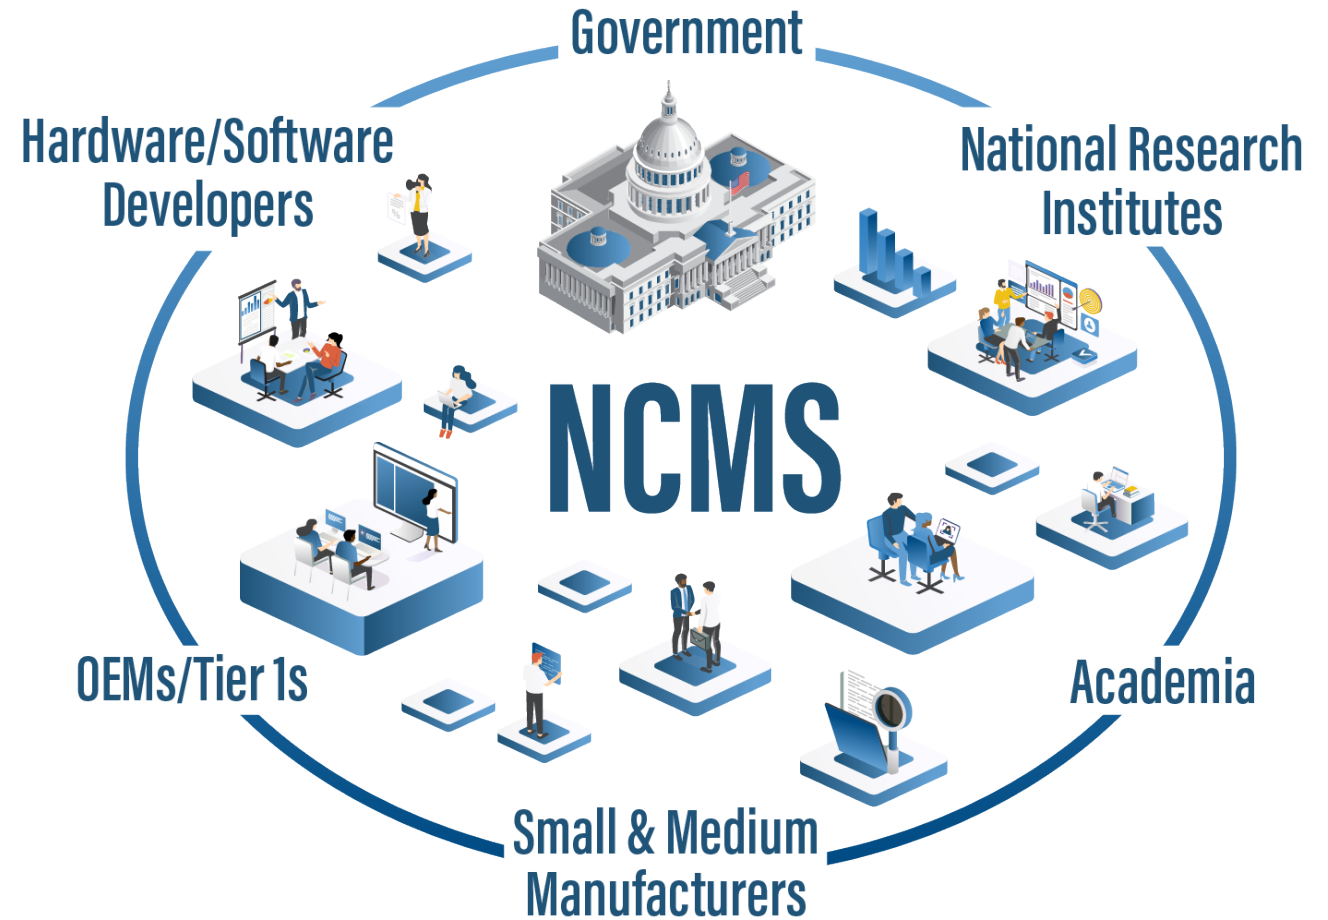 Government
Hardware/Software
Developers
National Research
Institutes
NCMS
OEMs/Tier 1s
Academia
Small & Medium
Manufacturers